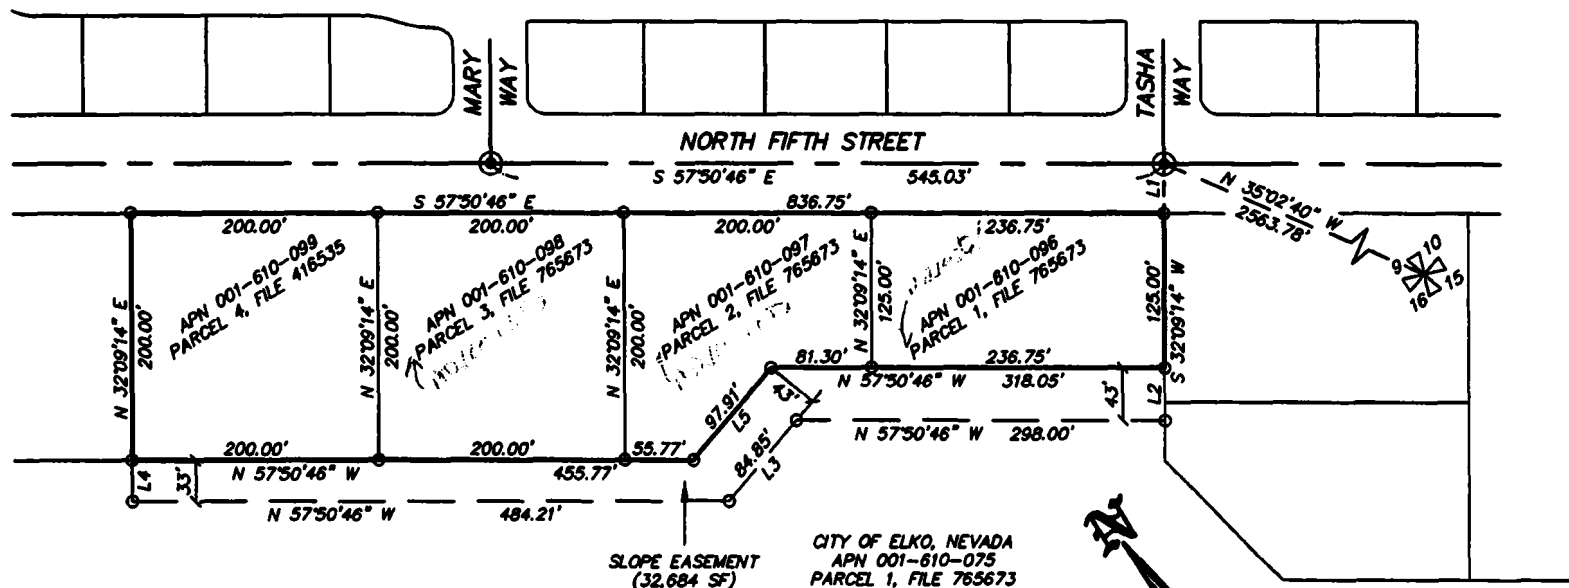 MARY
WAY
TASHA
WAY
NORTH FIFTH STREET
S 57°50'46" E 545.03'
L1
N 35°02'40" W
2563.78'
9 10
16 15
S 57°50'46" E 836.75'
200.00' 200.00' 200.00' 236.75'
N 32°09'14" E
200.00'
APN 001-610-099
PARCEL 4, FILE 416535
N 32°09'14" E
200.00'
APN 001-610-098
PARCEL 3, FILE 765673
N 32°09'14" E
200.00'
APN 001-610-097
PARCEL 2, FILE 765673
N 32°09'14" E
125.00'
APN 001-610-096
PARCEL 1, FILE 765673
125.00'
S 32°09'14" W
81.30' 236.75'
N 57°50'46" W 318.05'
43'
43'
L2
97.91'
L5
84.85'
L3
N 57°50'46" W 298.00'
200.00' 200.00' 55.77'
N 57°50'46" W 455.77'
L4
33'
N 57°50'46" W 484.21'
SLOPE EASEMENT
(32,684 SF)
CITY OF ELKO, NEVADA
APN 001-610-075
PARCEL 1, FILE 765673
N